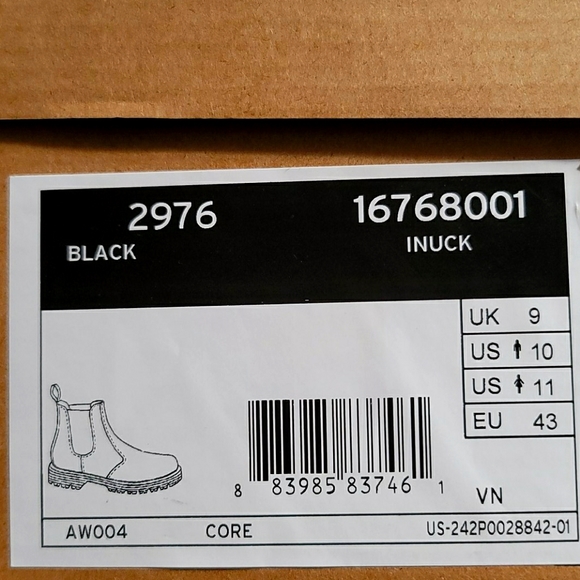 2976 16768001
BLACK INUCK
UK 9
US 10
US 11
EU 43
8 83985 83746 1
VN
AW004 CORE US-242P0028842-01